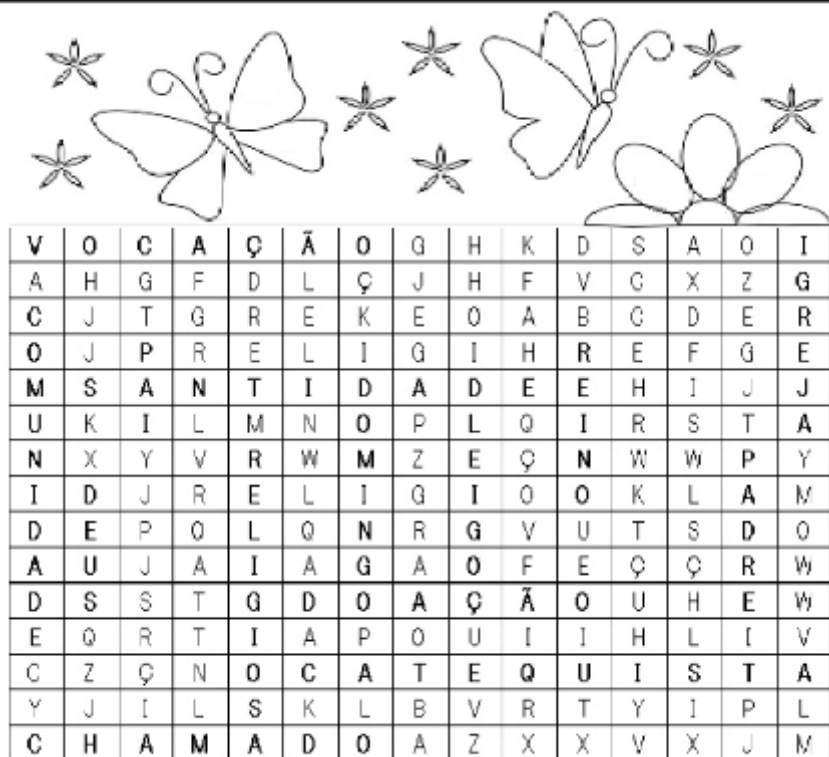 V O C A Ç Ã O G H K D S A O I
A H G F D L Ç J H F V C X Z G
C J T G R E K E O A B C D E R
O J P R E L I G I H R E F G E
M S A N T I D A D E E H I J J
U K I L M N O P L Q I R S T A
N X Y V R W M Z E Ç N W W P Y
I D J R E L I G I O O K L A M
D E P O L Q N R G V U T S D O
A U J A I A G A O F E Ç Ç R W
D S S T G D O A Ç Ã O U H E W
E Q R T I A P O U I I H L I V
C Z Ç N O C A T E Q U I S T A
Y J I L S K L B V R T Y I P L
C H A M A D O A Z X X V X J M